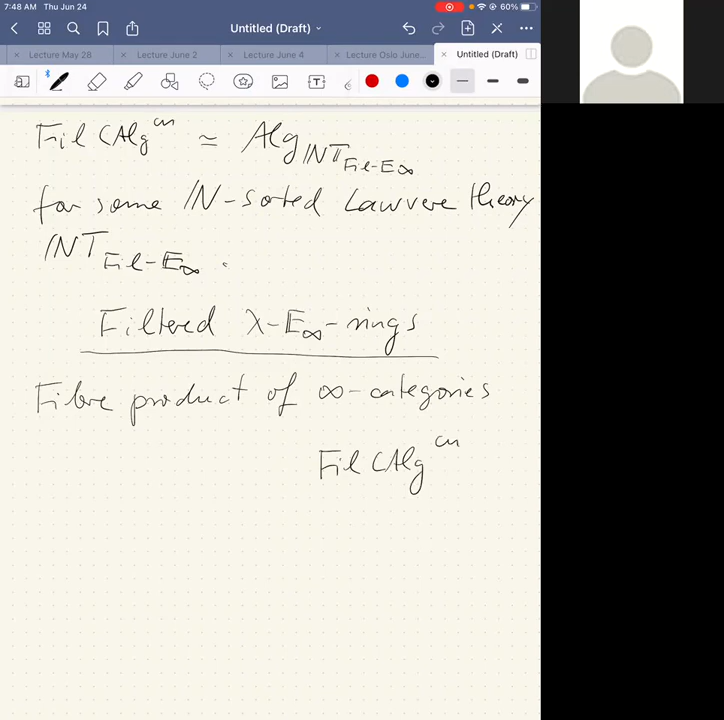 7:48 AM Thu Jun 24
60%
Untitled (Draft)
Lecture May 28
Lecture June 2
Lecture June 4
Lecture Oslo June...
Untitled (Draft)
Fil CAlg^cn ≃ Alg_{INT_{Fil-E∞}}
for some IN-sorted Lawvere theory
INT_{Fil-E∞}.
Filtered λ-E∞-rings
Fibre product of ∞-categories
Fil CAlg^cn